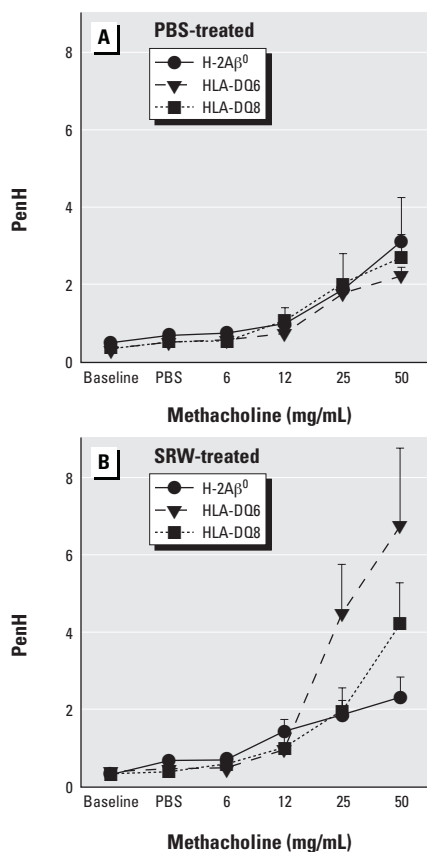 A PBS-treated
H-2Aβ⁰
HLA-DQ6
HLA-DQ8
8
6
4
2
0
PenH
Baseline PBS 6 12 25 50
Methacholine (mg/mL)
B SRW-treated
H-2Aβ⁰
HLA-DQ6
HLA-DQ8
8
6
4
2
0
PenH
Baseline PBS 6 12 25 50
Methacholine (mg/mL)